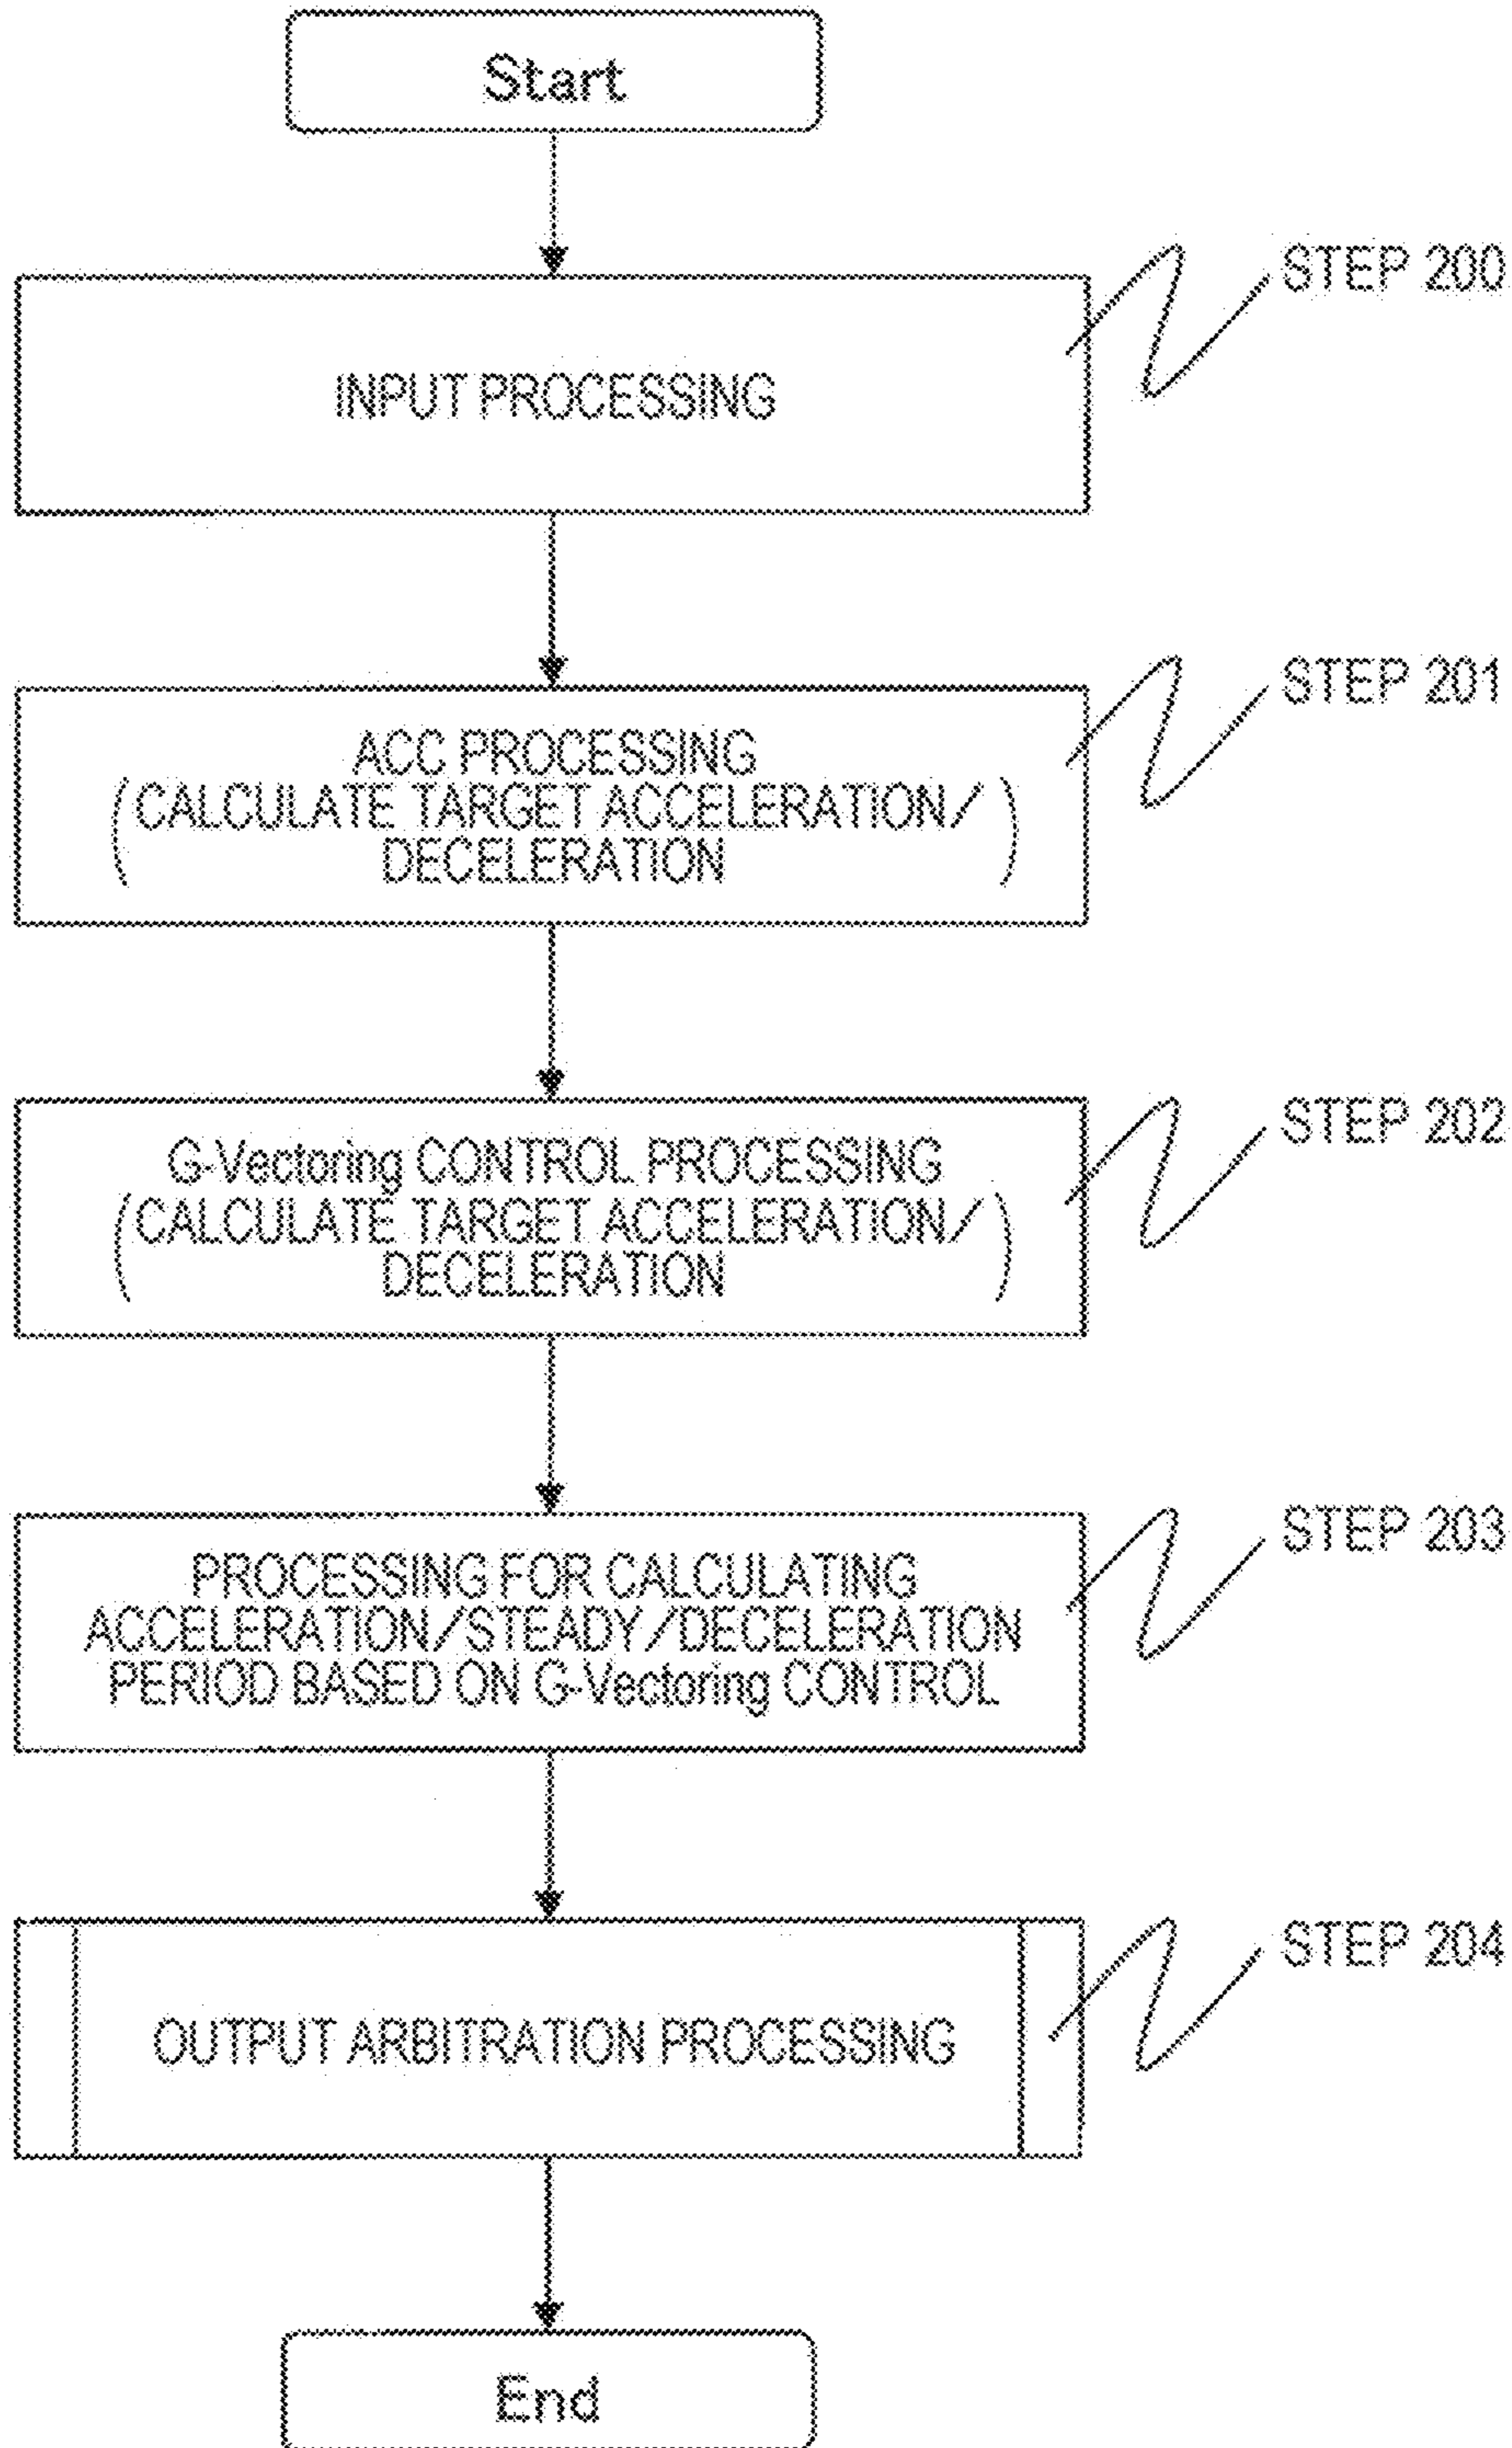 Start
STEP 200
INPUT PROCESSING
STEP 201
ACC PROCESSING
(CALCULATE TARGET ACCELERATION/
DECELERATION)
STEP 202
G-Vectoring CONTROL PROCESSING
(CALCULATE TARGET ACCELERATION/
DECELERATION)
STEP 203
PROCESSING FOR CALCULATING
ACCELERATION/STEADY/DECELERATION
PERIOD BASED ON G-Vectoring CONTROL
STEP 204
OUTPUT ARBITRATION PROCESSING
End